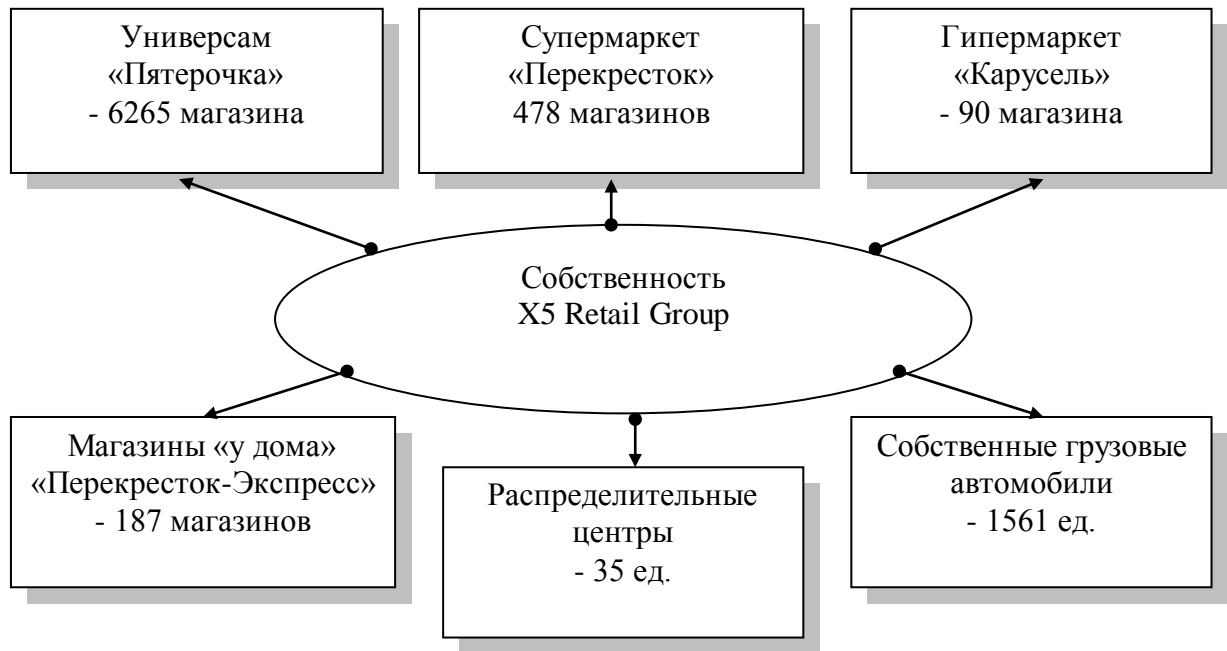 Универсам
«Пятерочка»
- 6265 магазина
Супермаркет
«Перекресток»
478 магазинов
Гипермаркет
«Карусель»
- 90 магазина
Собственность
X5 Retail Group
Магазины «у дома»
«Перекресток-Экспресс»
- 187 магазинов
Распределительные
центры
- 35 ед.
Собственные грузовые
автомобили
- 1561 ед.